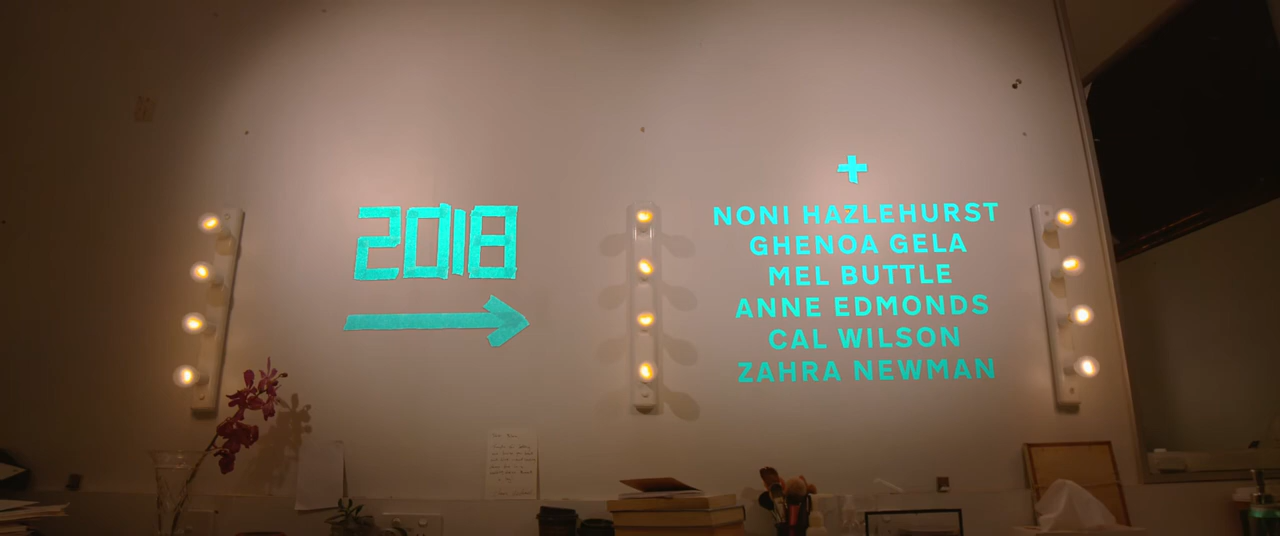 2018
+
NONI HAZLEHURST
GHENOA GELA
MEL BUTTLE
ANNE EDMONDS
CAL WILSON
ZAHRA NEWMAN